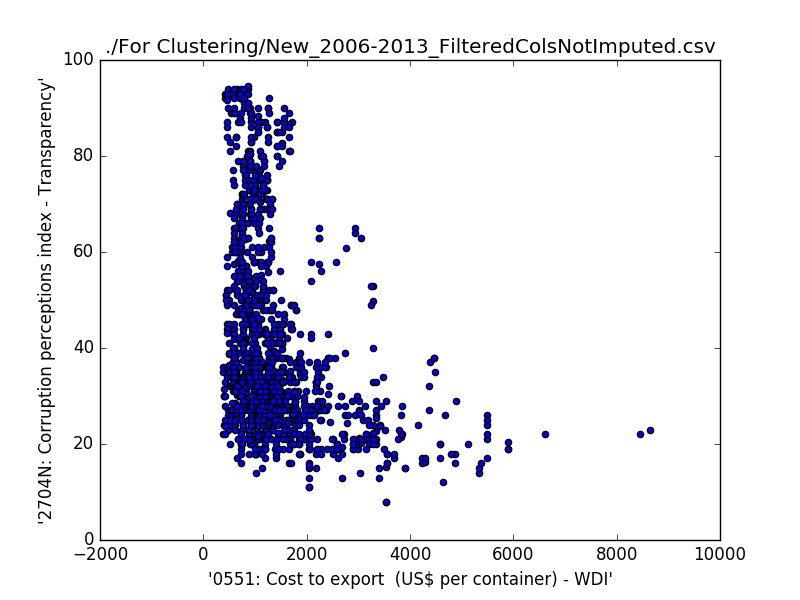 ./For Clustering/New_2006-2013_FilteredColsNotImputed.csv
100
80
60
40
20
0
'2704N: Corruption perceptions index - Transparency'
−2000 0 2000 4000 6000 8000 10000
'0551: Cost to export  (US$ per container) - WDI'